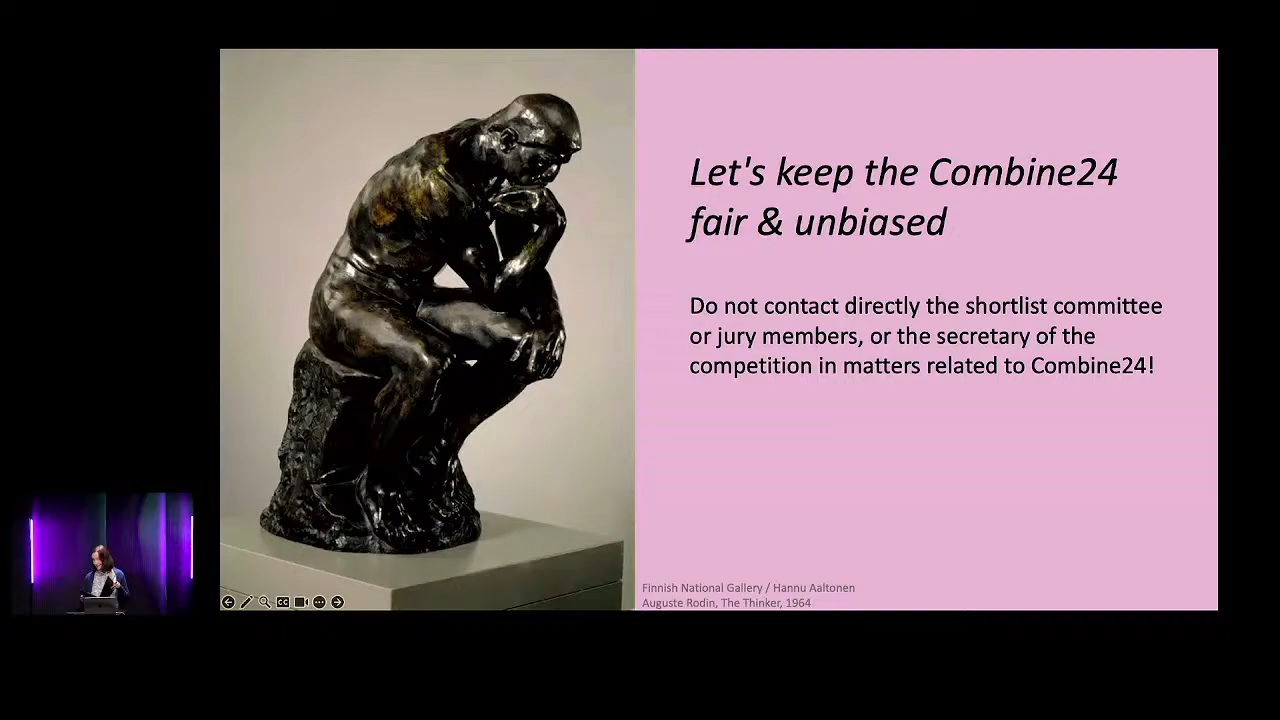 Let's keep the Combine24
fair & unbiased
Do not contact directly the shortlist committee
or jury members, or the secretary of the
competition in matters related to Combine24!
Finnish National Gallery / Hannu Aaltonen
Auguste Rodin, The Thinker, 1964